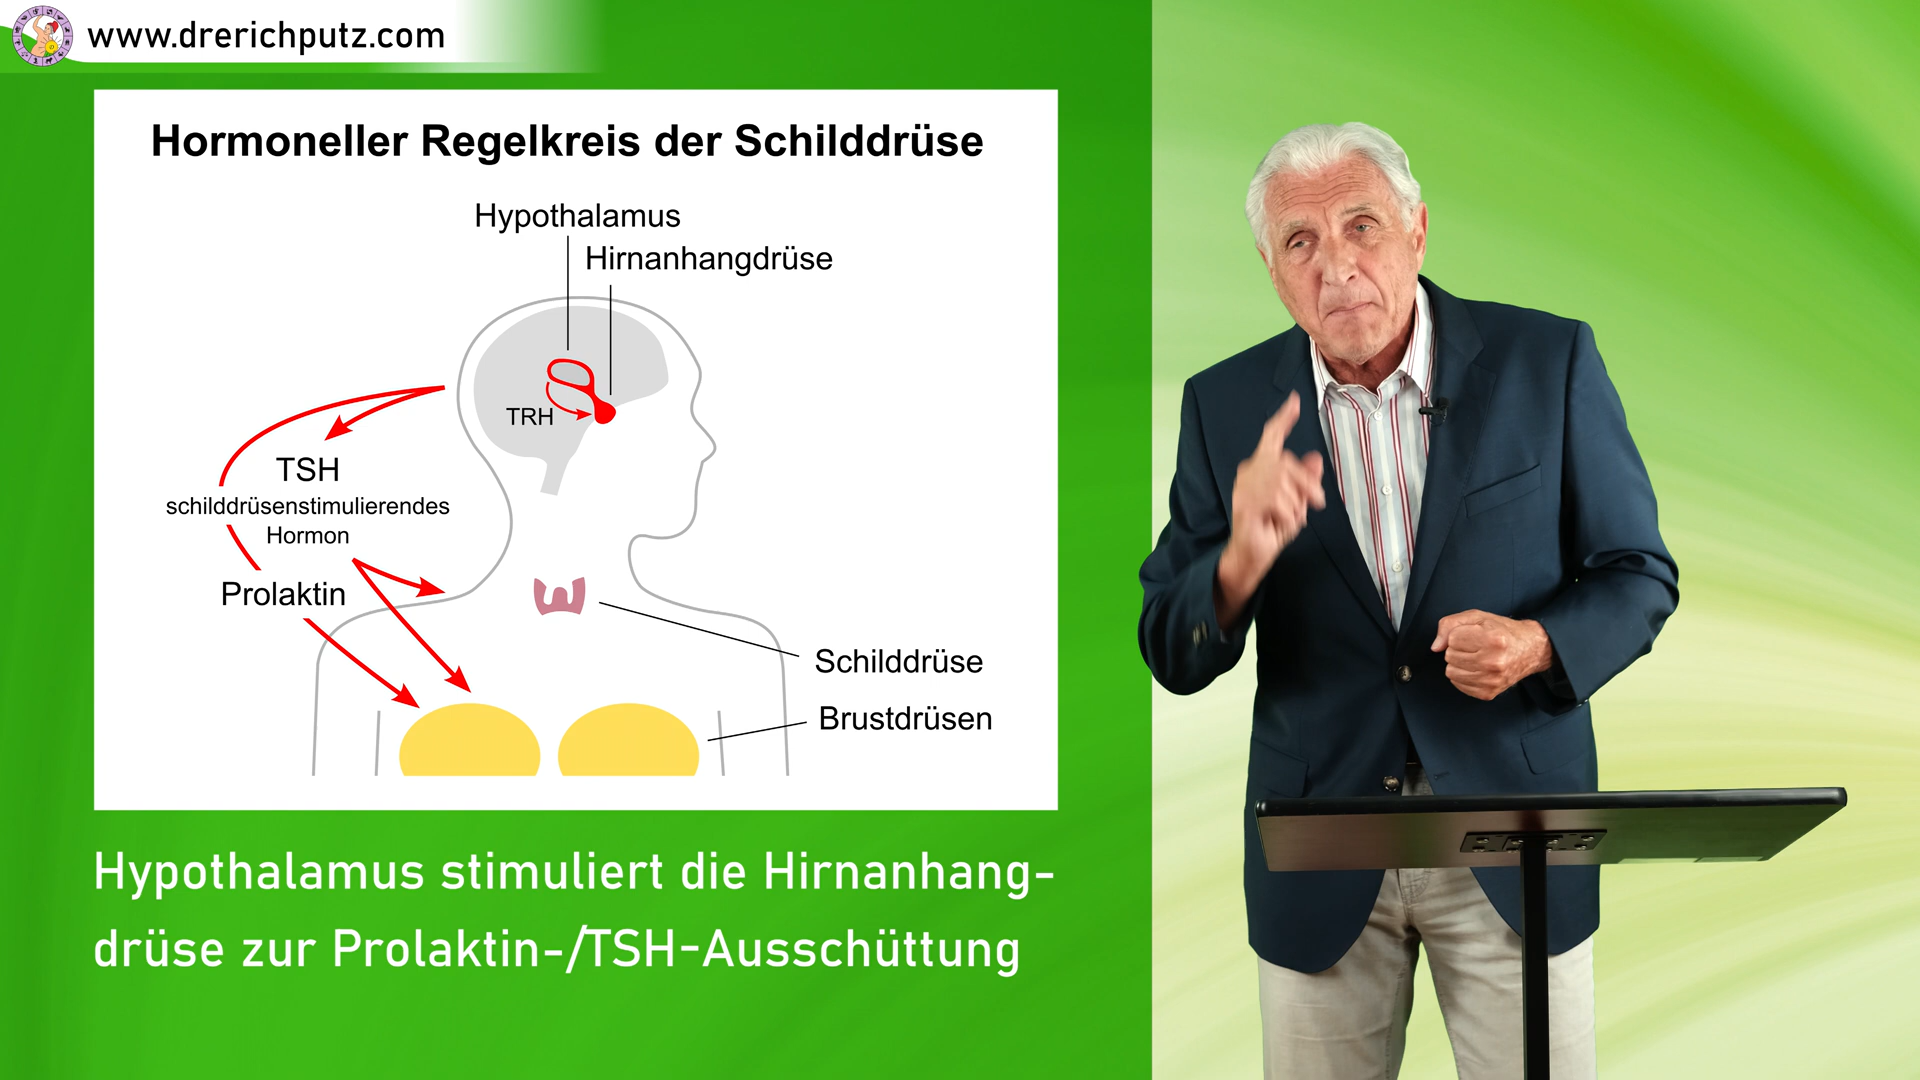 www.drerichputz.com
Hormoneller Regelkreis der Schilddrüse
Hypothalamus
Hirnanhangdrüse
TRH
TSH
schilddrüsenstimulierendes
Hormon
Prolaktin
Schilddrüse
Brustdrüsen
Hypothalamus stimuliert die Hirnanhang-
drüse zur Prolaktin-/TSH-Ausschüttung